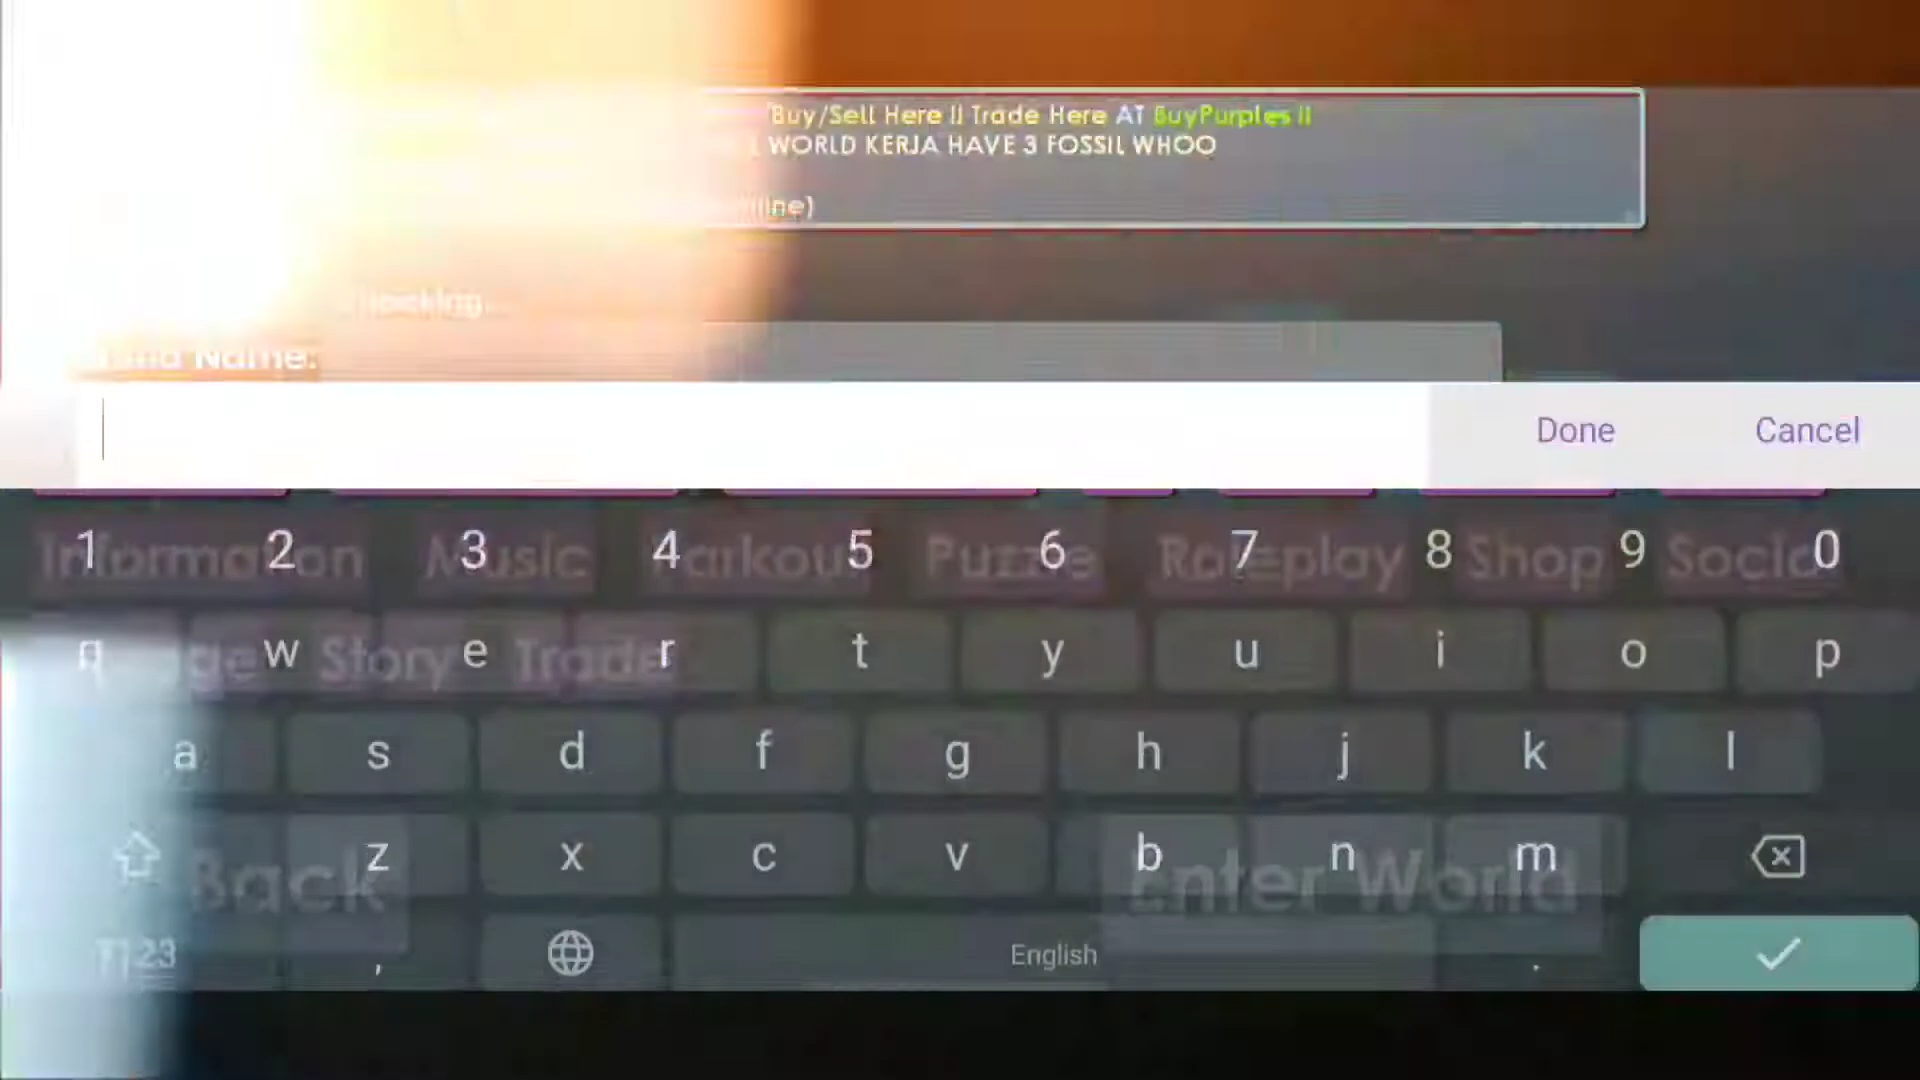 Buy/Sell Here || Trade Here AT BuyPurples ||
WORLD KERJA HAVE 3 FOSSIL WHOO
Name:
Done Cancel
1 2 3 4 5 6 7 8 9 0
Information Music Parkour Puzzle Roleplay Shop Social
q w e r t y u i o p
Story Trade
a s d f g h j k l
z x c v b n m
Back Enter World
, English .